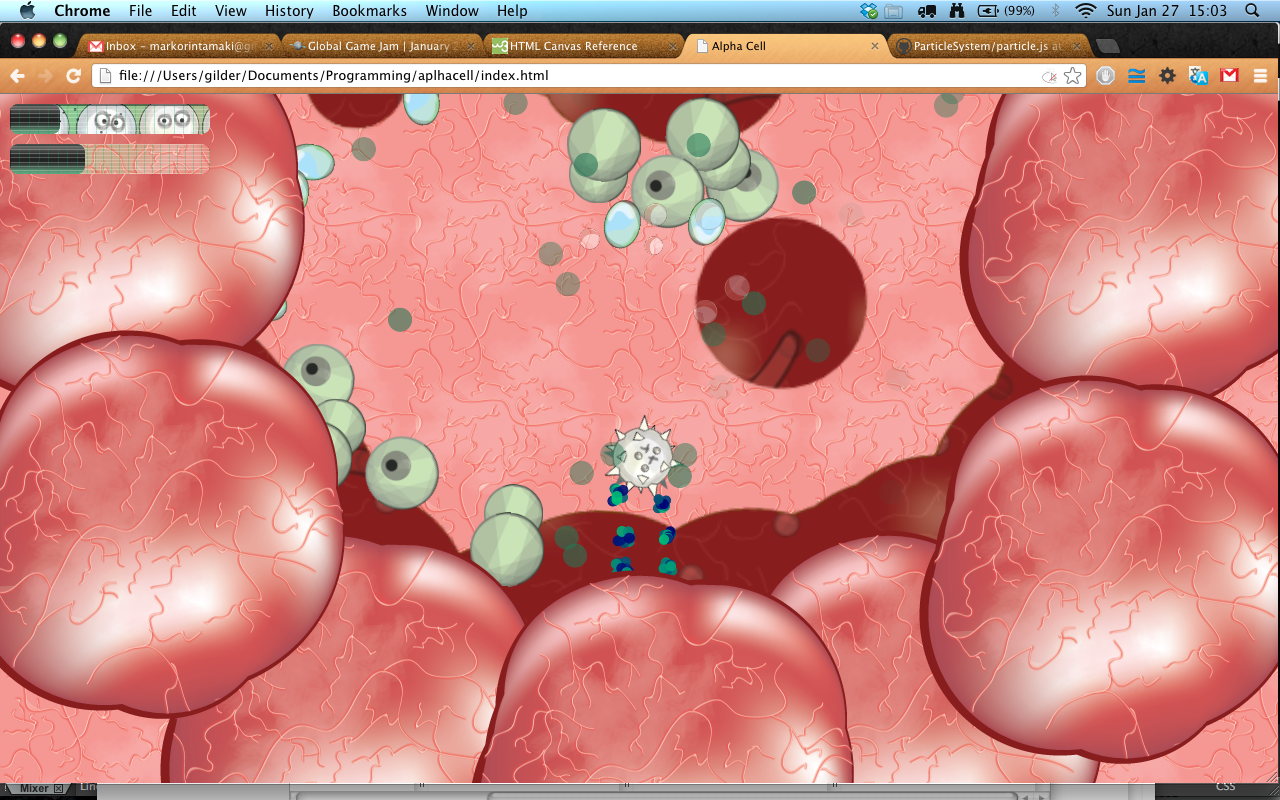 Chrome File Edit View History Bookmarks Window Help (99%) Sun Jan 27 15:03
Inbox - markorintamaki@g Global Game Jam | January HTML Canvas Reference Alpha Cell ParticleSystem/particle.js at
file:///Users/gilder/Documents/Programming/aplhacell/index.html
Mixer Line CSS